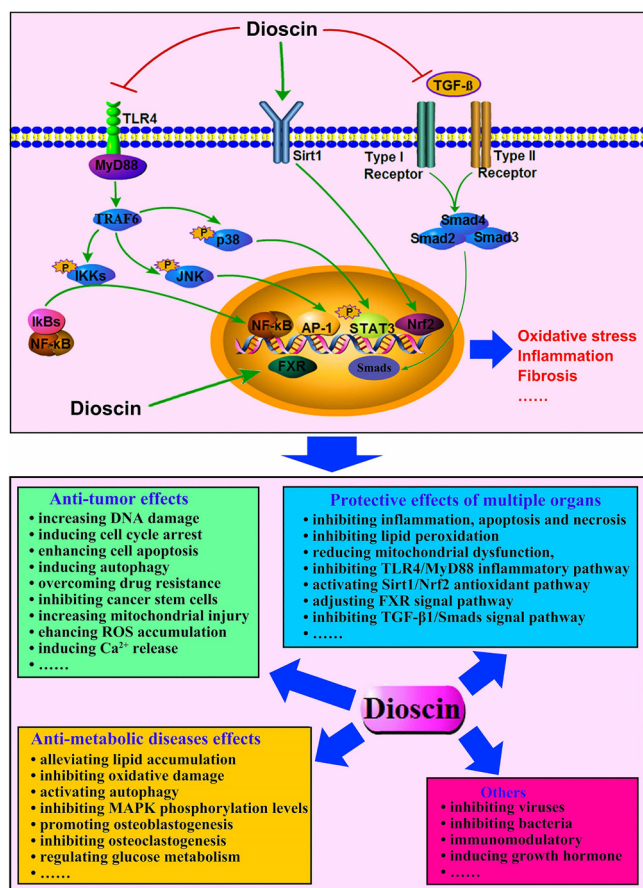 Dioscin
TGF-ß
TLR4
MyD88
Sirt1
Type I
Receptor
Type II
Receptor
TRAF6
P
p38
Smad4
Smad2
Smad3
P
IKKs
P
JNK
IkBs
NF-kB
P
NF-kB
AP-1
STAT3
Nrf2
FXR
Smads
Oxidative stress
Inflammation
Fibrosis
……
Dioscin
Anti-tumor effects
• increasing DNA damage
• inducing cell cycle arrest
• enhancing cell apoptosis
• inducing autophagy
• overcoming drug resistance
• inhibiting cancer stem cells
• increasing mitochondrial injury
• ehancing ROS accumulation
• inducing Ca²⁺ release
• ……
Protective effects of multiple organs
• inhibiting inflammation, apoptosis and necrosis
• inhibiting lipid peroxidation
• reducing mitochondrial dysfunction,
• inhibiting TLR4/MyD88 inflammatory pathway
• activating Sirt1/Nrf2 antioxidant pathway
• adjusting FXR signal pathway
• inhibiting TGF-β1/Smads signal pathway
• ……
Dioscin
Anti-metabolic diseases effects
• alleviating lipid accumulation
• inhibiting oxidative damage
• activating autophagy
• inhibiting MAPK phosphorylation levels
• promoting osteoblastogenesis
• inhibiting osteoclastogenesis
• regulating glucose metabolism
• ……
Others
• inhibiting viruses
• inhibiting bacteria
• immunomodulatory
• inducing growth hormone
• ……